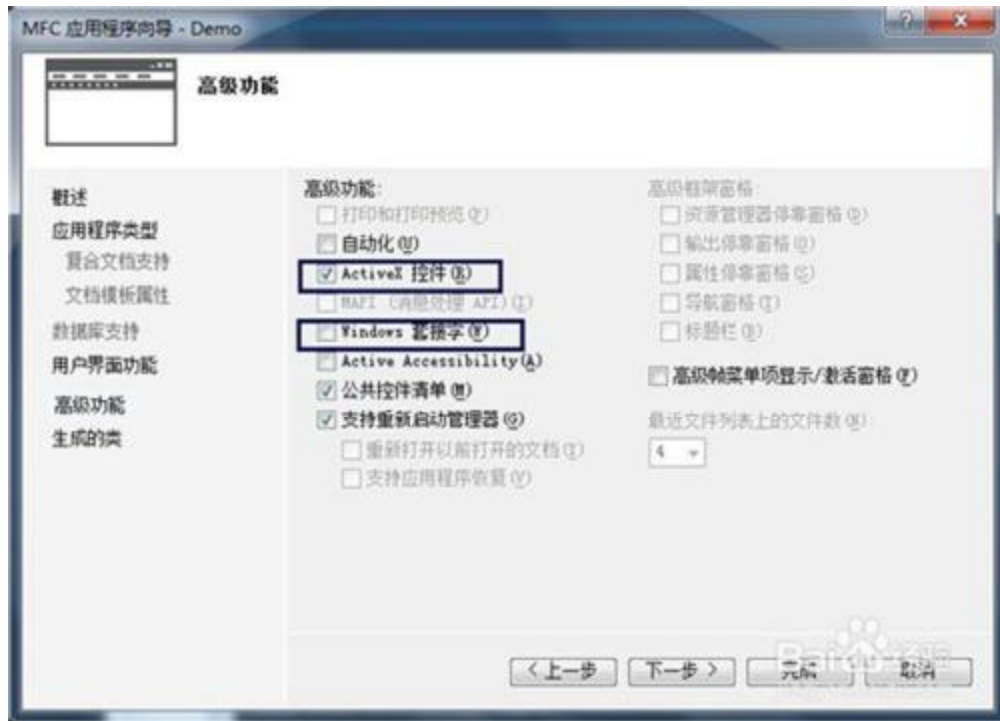 MFC 应用程序向导 - Demo
高级功能
概述
应用程序类型
复合文档支持
文档模板属性
数据库支持
用户界面功能
高级功能
生成的类
高级功能:
打印和打印预览(P)
自动化(U)
ActiveX 控件(R)
MAPI (消息处理 API)(I)
Windows 套接字(W)
Active Accessibility(A)
公共控件清单(M)
支持重新启动管理器(G)
重新打开以前打开的文档(T)
支持应用程序恢复(V)
高级框架窗格:
资源管理器停靠窗格(D)
输出停靠窗格(O)
属性停靠窗格(S)
导航窗格(T)
标题栏(B)
高级帧菜单项显示/激活窗格(F)
最近文件列表上的文件数(N)
4
<上一步
下一步>
完成
取消
Baidu经验